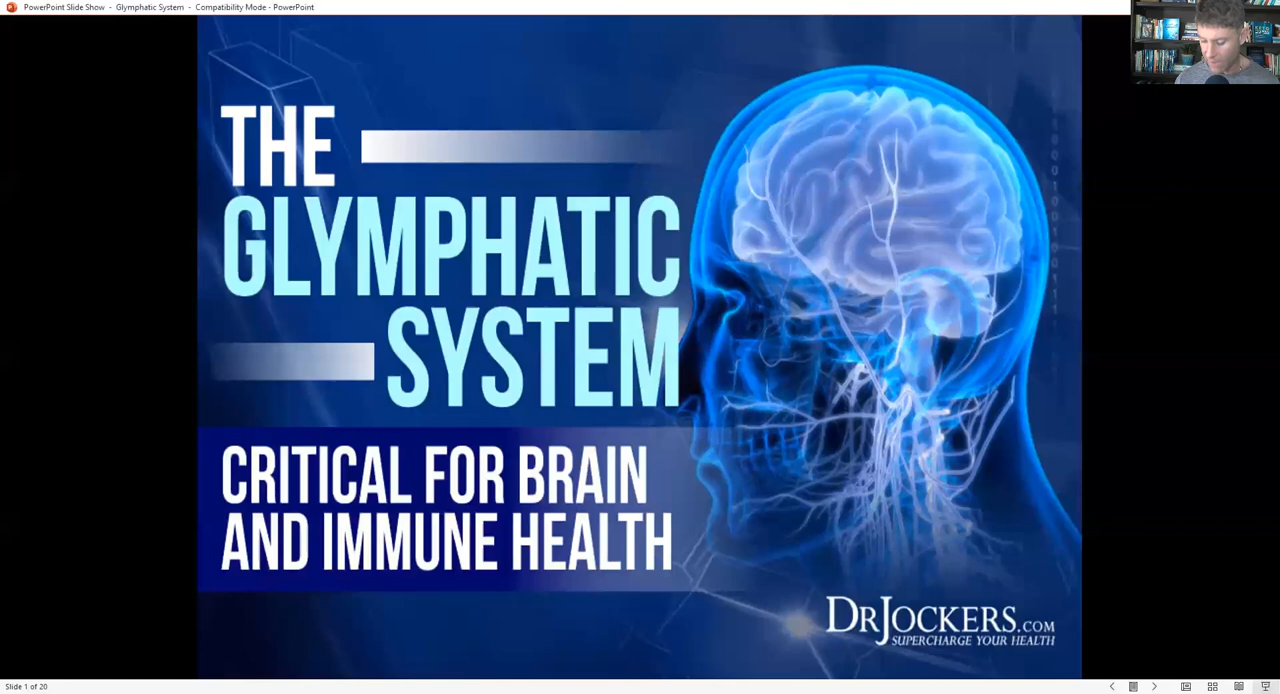 PowerPoint Slide Show - Glymphatic System - Compatibility Mode - PowerPoint
THE
GLYMPHATIC
SYSTEM
CRITICAL FOR BRAIN
AND IMMUNE HEALTH
DRJOCKERS.COM
SUPERCHARGE YOUR HEALTH
Slide 1 of 20